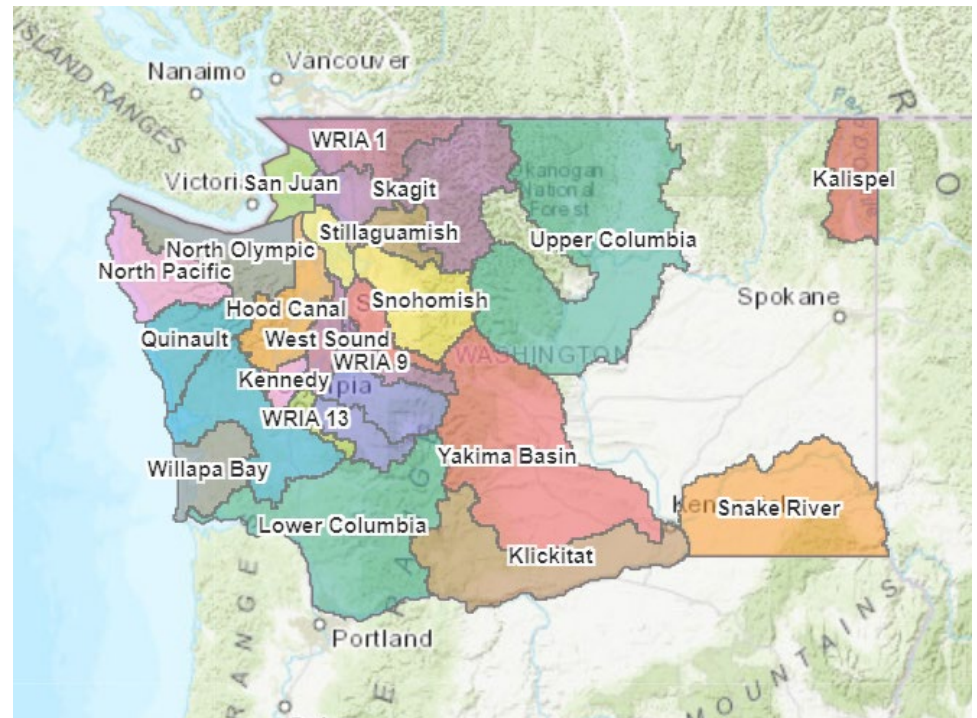 ISLAND RANGES
Nanaimo
Vancouver
WRIA 1
Victori
San Juan
Skagit
Okanogan
National
Forest
Kalispel
Stillaguamish
North Olympic
North Pacific
Upper Columbia
Hood Canal
Snohomish
Spokane
Quinault
West Sound
WASHINGTON
WRIA 9
Kennedy
WRIA 13
Willapa Bay
Yakima Basin
Lower Columbia
Snake River
Klickitat
Portland
RANGE
MOUNTAINS